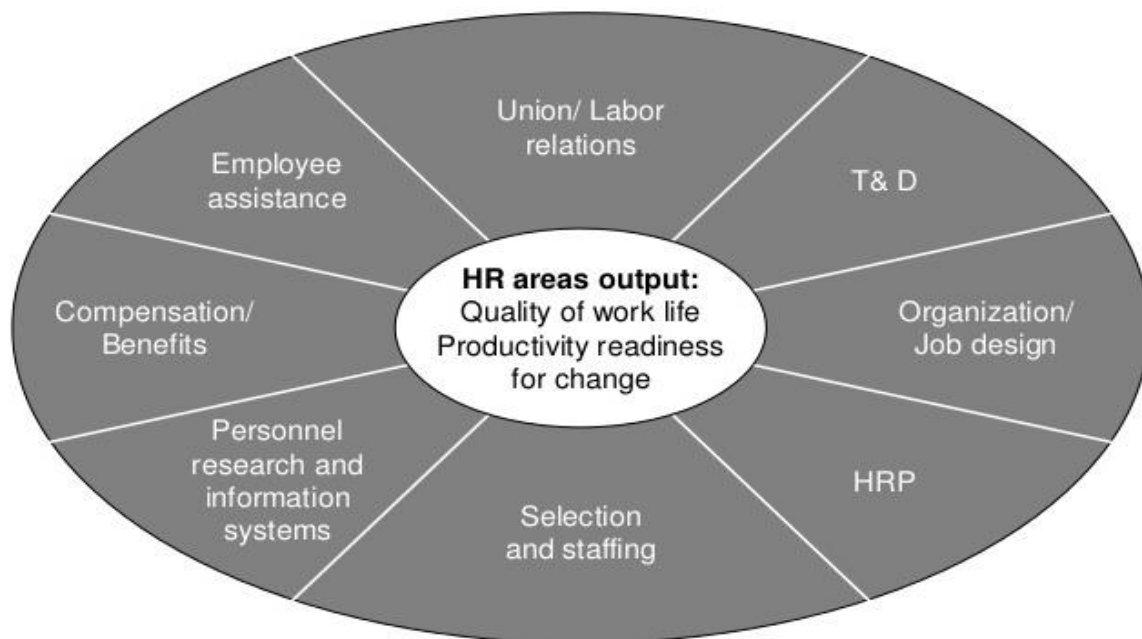 Union/ Labor
relations
T& D
Organization/
Job design
HRP
Selection
and staffing
Personnel
research and
information
systems
Compensation/
Benefits
Employee
assistance
HR areas output:
Quality of work life
Productivity readiness
for change